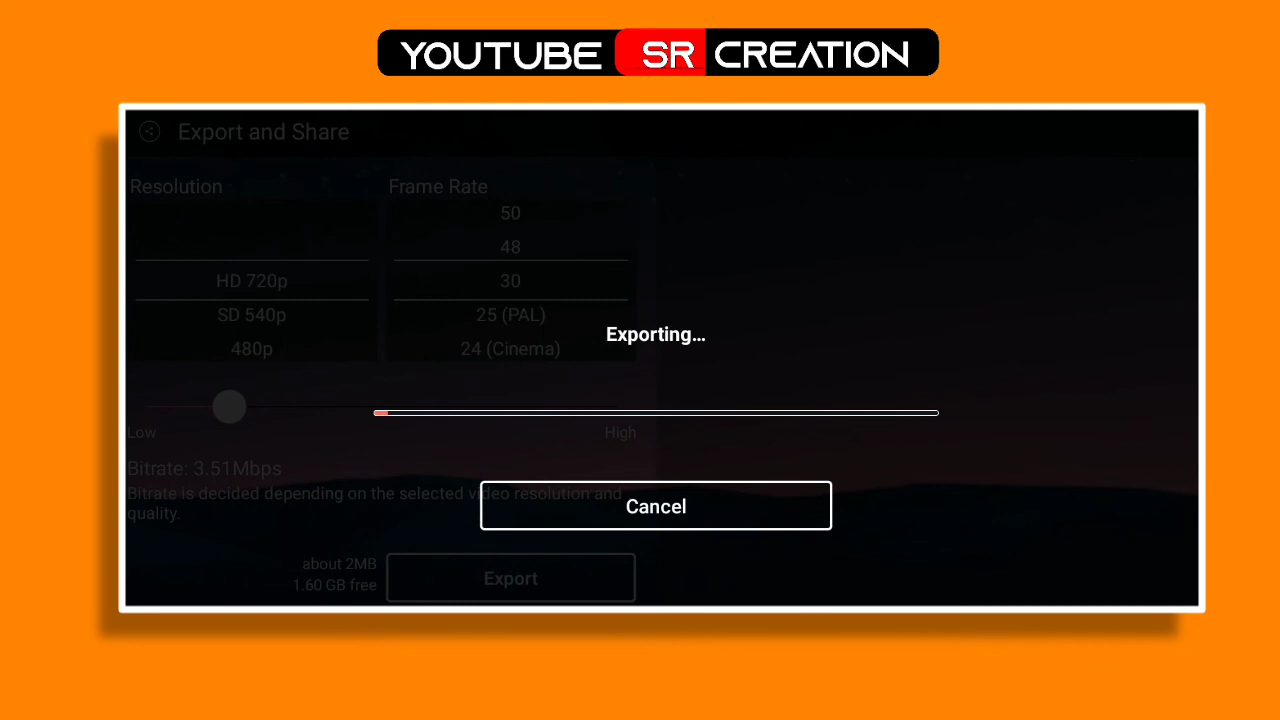 YOUTUBE SR CREATION
Export and Share
Resolution
Frame Rate
50
48
HD 720p
30
SD 540p
25 (PAL)
480p
24 (Cinema)
Exporting...
Low
High
Bitrate: 3.51Mbps
Bitrate is decided depending on the selected video resolution and
quality.
Cancel
about 2MB
1.60 GB free
Export